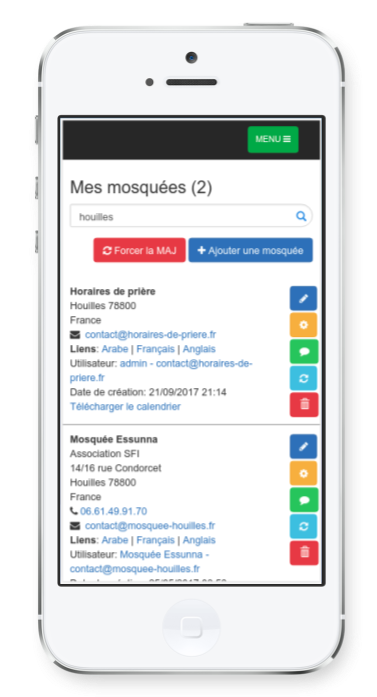 MENU
Mes mosquées (2)
houilles
Forcer la MAJ
+ Ajouter une mosquée
Horaires de prière
Houilles 78800
France
contact@horaires-de-priere.fr
Liens: Arabe | Français | Anglais
Utilisateur: admin - contact@horaires-de-
priere.fr
Date de création: 21/09/2017 21:14
Télécharger le calendrier
Mosquée Essunna
Association SFI
14/16 rue Condorcet
Houilles 78800
France
06.61.49.91.70
contact@mosquee-houilles.fr
Liens: Arabe | Français | Anglais
Utilisateur: Mosquée Essunna -
contact@mosquee-houilles.fr